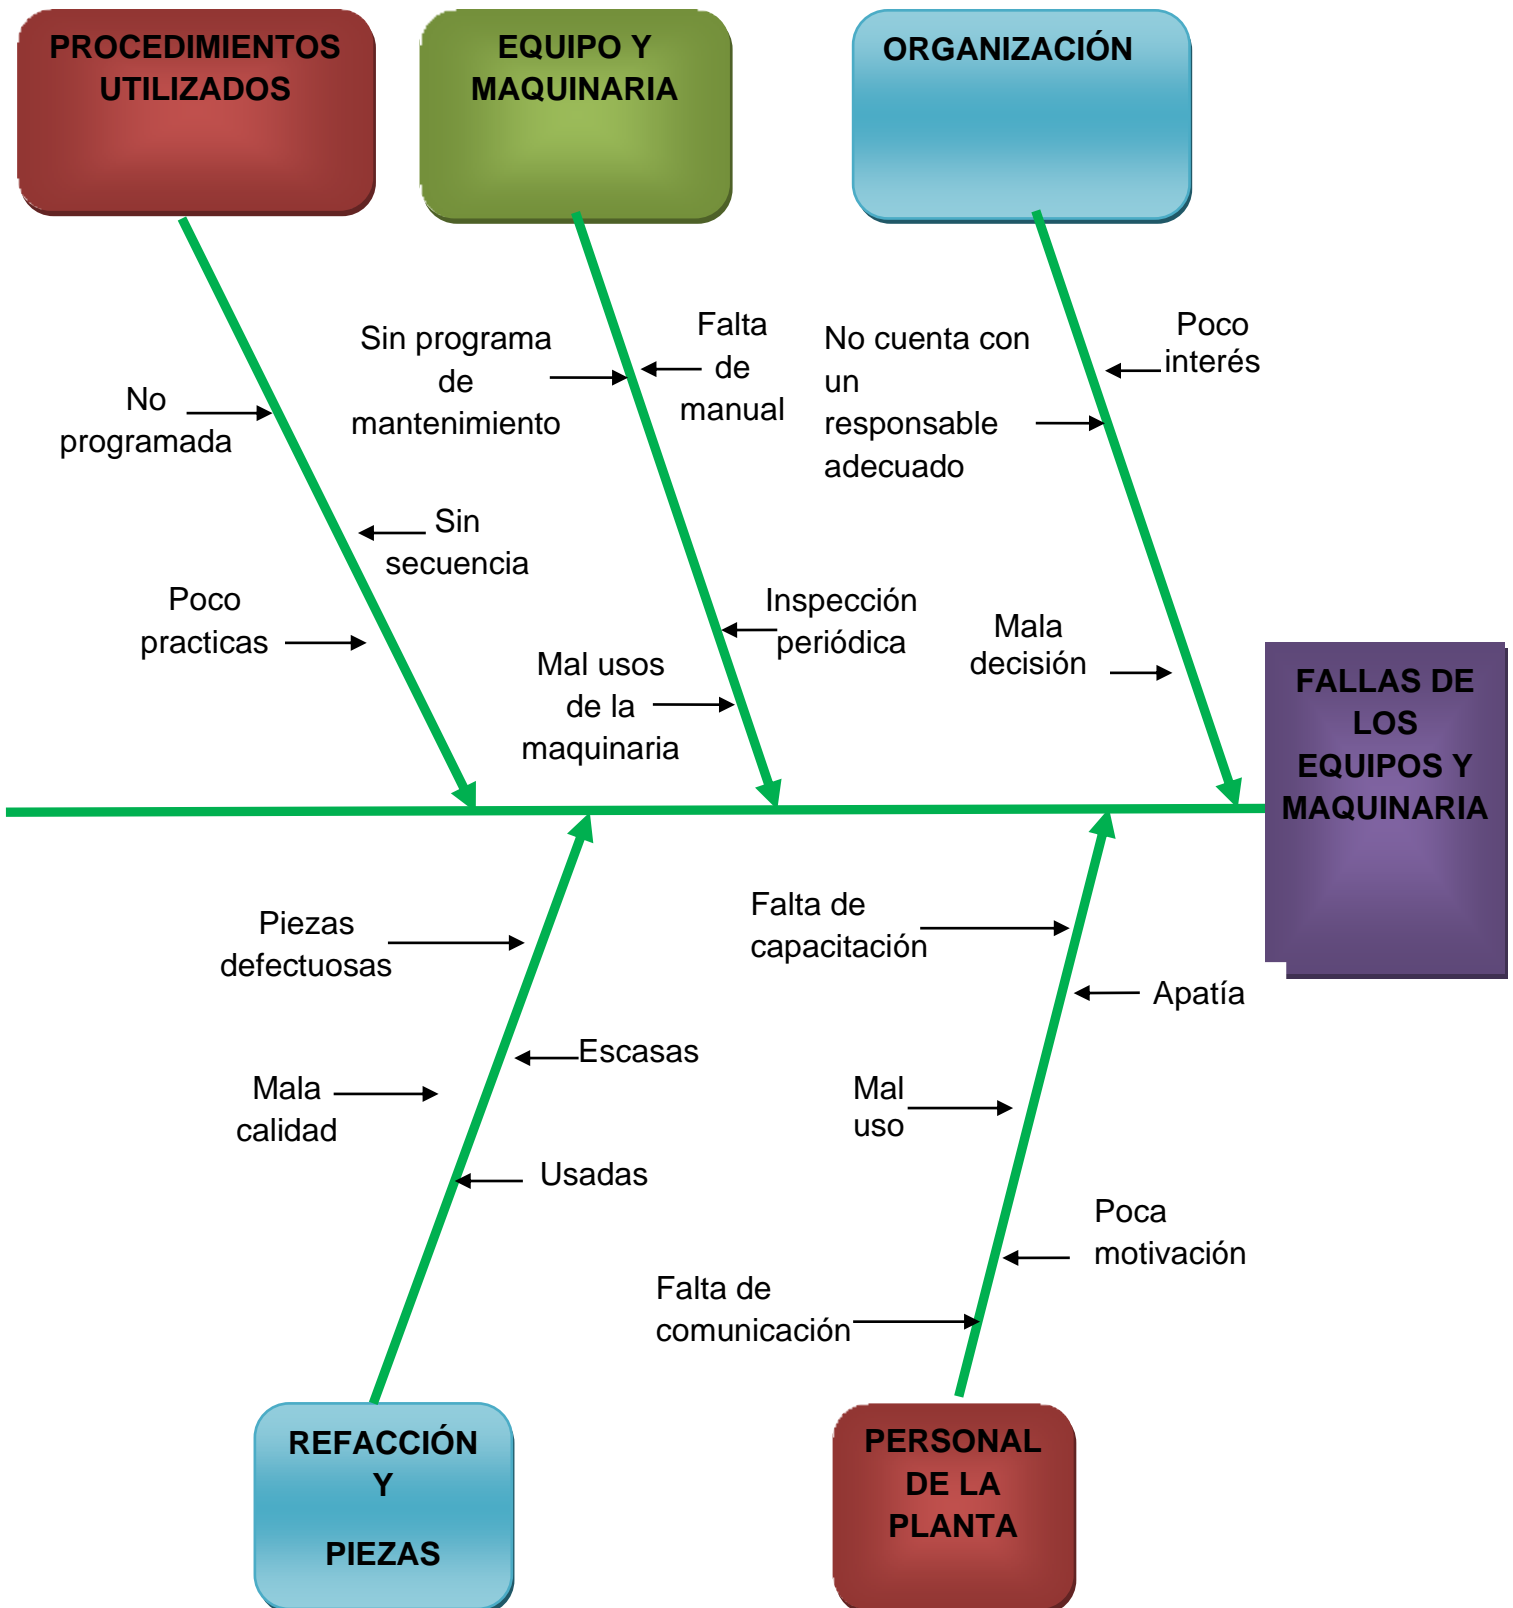 PROCEDIMIENTOS
UTILIZADOS
EQUIPO Y
MAQUINARIA
ORGANIZACIÓN
No
programada
Sin
secuencia
Poco
practicas
Sin programa
de
mantenimiento
Falta
de
manual
Inspección
periódica
Mal usos
de la
maquinaria
No cuenta con
un
responsable
adecuado
Poco
interés
Mala
decisión
FALLAS DE
LOS
EQUIPOS Y
MAQUINARIA
Piezas
defectuosas
Escasas
Mala
calidad
Usadas
Falta de
capacitación
Apatía
Mal
uso
Poca
motivación
Falta de
comunicación
REFACCIÓN
Y
PIEZAS
PERSONAL
DE LA
PLANTA